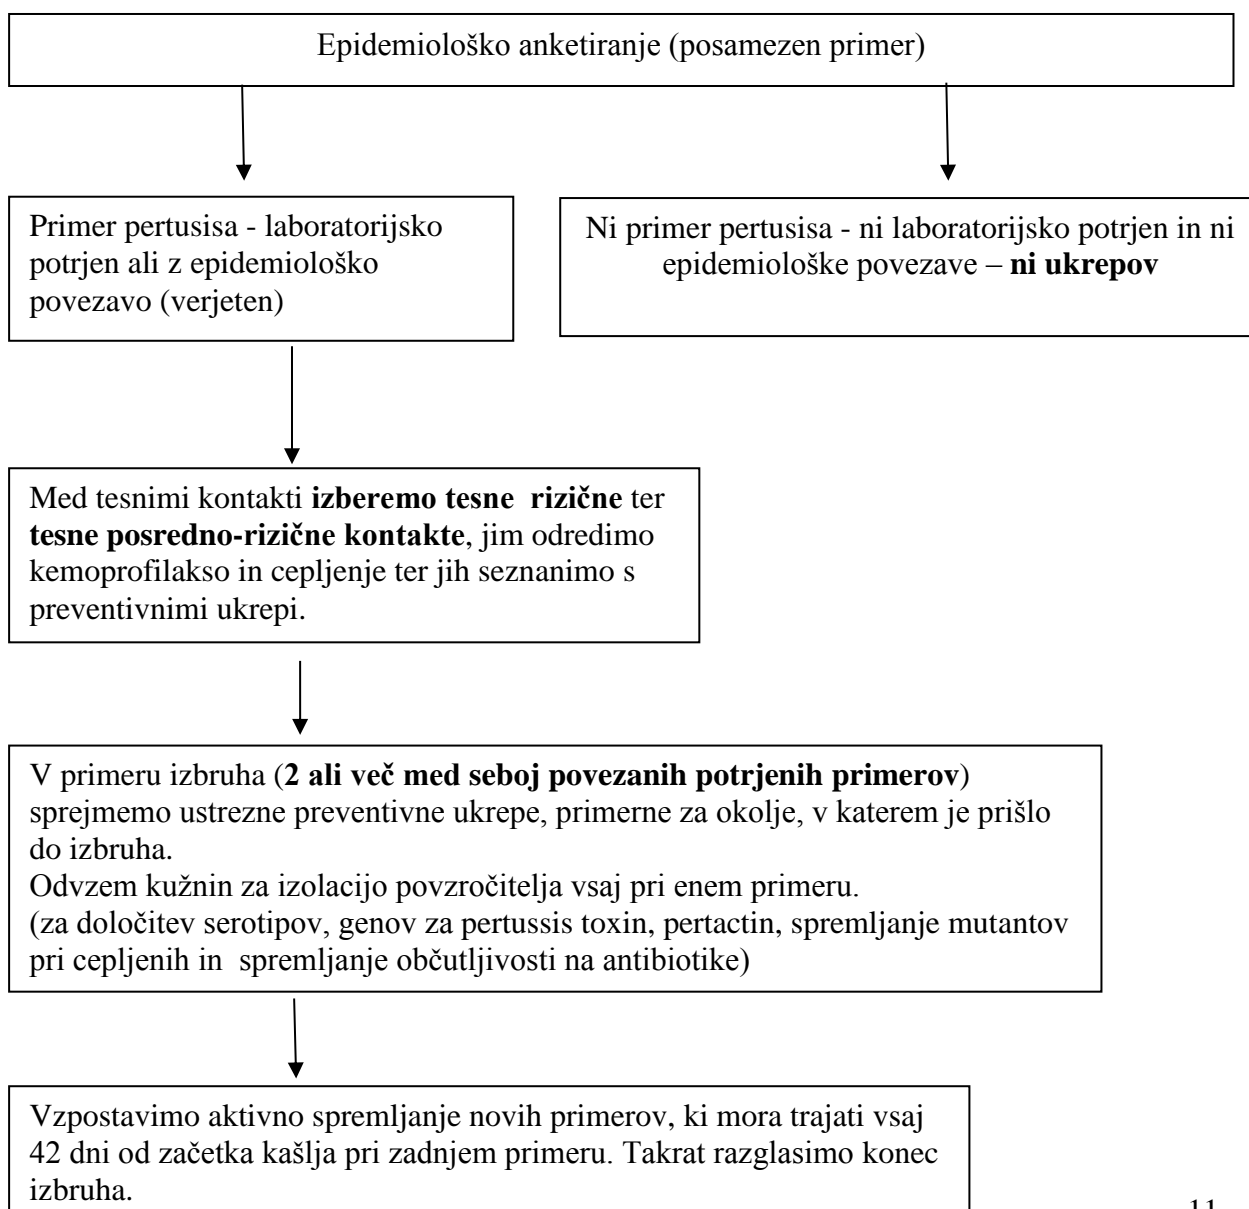 Epidemiološko anketiranje (posamezen primer)
Primer pertusisa - laboratorijsko
potrjen ali z epidemiološko
povezavo (verjeten)
Ni primer pertusisa - ni laboratorijsko potrjen in ni
epidemiološke povezave – ni ukrepov
Med tesnimi kontakti izberemo tesne rizične ter
tesne posredno-rizične kontakte, jim odredimo
kemoprofilakso in cepljenje ter jih seznanimo s
preventivnimi ukrepi.
V primeru izbruha (2 ali več med seboj povezanih potrjenih primerov)
sprejmemo ustrezne preventivne ukrepe, primerne za okolje, v katerem je prišlo
do izbruha.
Odvzem kužnin za izolacijo povzročitelja vsaj pri enem primeru.
(za določitev serotipov, genov za pertussis toxin, pertactin, spremljanje mutantov
pri cepljenih in spremljanje občutljivosti na antibiotike)
Vzpostavimo aktivno spremljanje novih primerov, ki mora trajati vsaj
42 dni od začetka kašlja pri zadnjem primeru. Takrat razglasimo konec
izbruha.
11